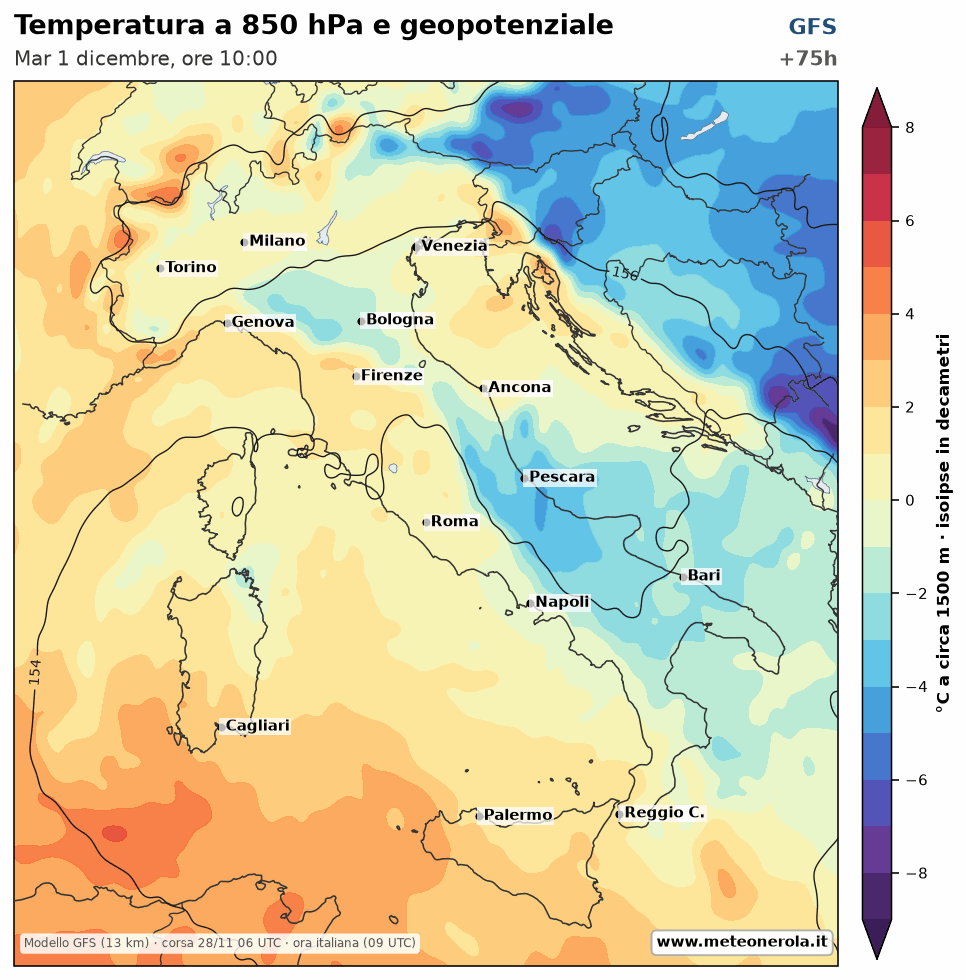 Temperatura a 850 hPa e geopotenziale
GFS
Mar 1 dicembre, ore 10:00
+75h
Milano
Venezia
Torino
156
Genova
Bologna
Firenze
Ancona
Pescara
Roma
Bari
Napoli
154
Cagliari
Palermo
Reggio C.
8
6
4
2
0
−2
−4
−6
−8
°C a circa 1500 m · isoipse in decametri
Modello GFS (13 km) · corsa 28/11 06 UTC · ora italiana (09 UTC)
www.meteonerola.it